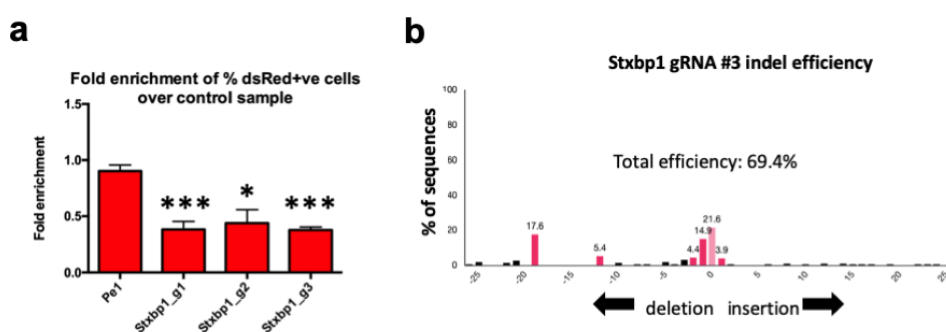 a
Fold enrichment of % dsRed+ve cells
over control sample
Fold enrichment
1.5
1.0
0.5
0.0
***
*
***
Pe1
Stxbp1_g1
Stxbp1_g2
Stxbp1_g3
b
Stxbp1 gRNA #3 indel efficiency
% of sequences
100
80
60
40
20
0
Total efficiency: 69.4%
17.6
5.4
4.4
14.9
21.6
3.9
-25
-20
-15
-10
-5
0
5
10
15
20
25
deletion insertion